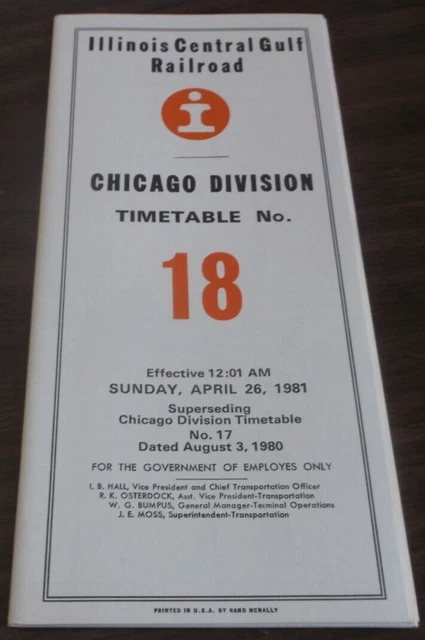 Illinois Central Gulf
Railroad
i
CHICAGO DIVISION
TIMETABLE No.
18
Effective 12:01 AM
SUNDAY, APRIL 26, 1981
Superseding
Chicago Division Timetable
No. 17
Dated August 3, 1980
FOR THE GOVERNMENT OF EMPLOYES ONLY
I. B. HALL, Vice President and Chief Transportation Officer
R. K. OSTERDOCK, Asst. Vice President-Transportation
W. G. BUMPUS, General Manager-Terminal Operations
J. E. MOSS, Superintendent-Transportation
PRINTED IN U.S.A. BY RAND MCNALLY